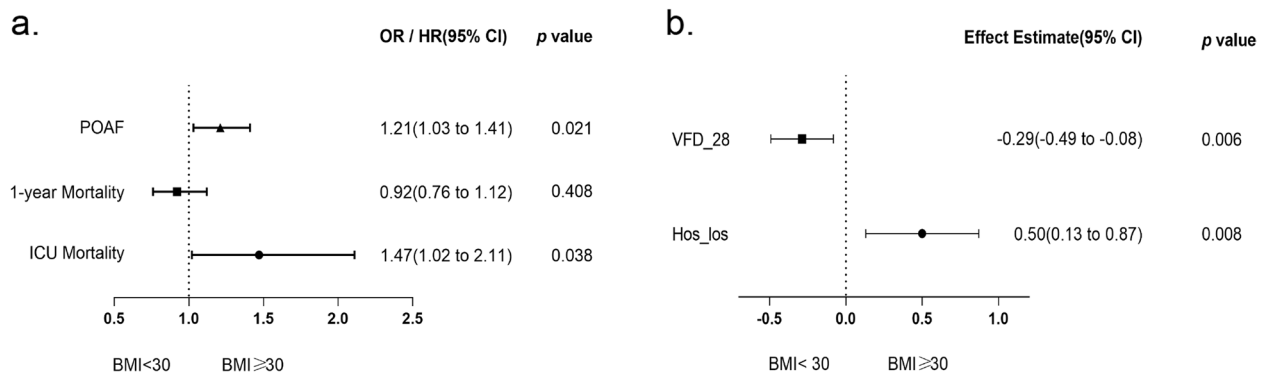 a.
OR / HR(95% CI) p value
POAF 1.21(1.03 to 1.41) 0.021
1-year Mortality 0.92(0.76 to 1.12) 0.408
ICU Mortality 1.47(1.02 to 2.11) 0.038
0.5 1.0 1.5 2.0 2.5
BMI<30 BMI⩾30
b.
Effect Estimate(95% CI) p value
VFD_28 -0.29(-0.49 to -0.08) 0.006
Hos_los 0.50(0.13 to 0.87) 0.008
-0.5 0.0 0.5 1.0
BMI< 30 BMI⩾30